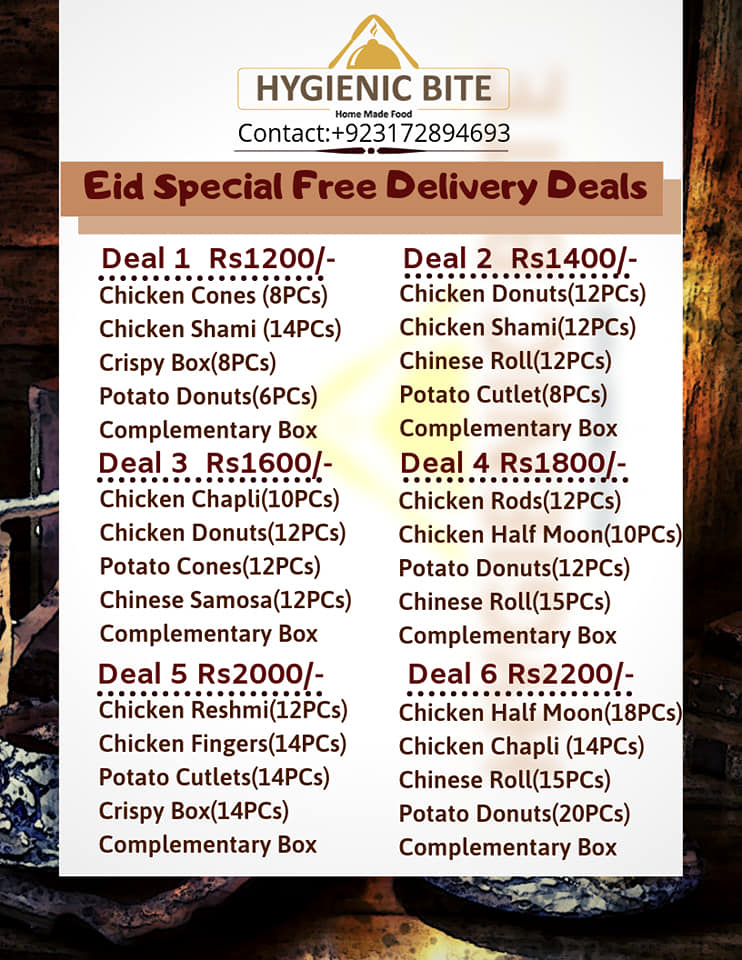 HYGIENIC BITE
Home Made Food
Contact:+923172894693
Eid Special Free Delivery Deals
Deal 1 Rs1200/-
Chicken Cones (8PCs)
Chicken Shami (14PCs)
Crispy Box(8PCs)
Potato Donuts(6PCs)
Complementary Box
Deal 2 Rs1400/-
Chicken Donuts(12PCs)
Chicken Shami(12PCs)
Chinese Roll(12PCs)
Potato Cutlet(8PCs)
Complementary Box
Deal 3 Rs1600/-
Chicken Chapli(10PCs)
Chicken Donuts(12PCs)
Potato Cones(12PCs)
Chinese Samosa(12PCs)
Complementary Box
Deal 4 Rs1800/-
Chicken Rods(12PCs)
Chicken Half Moon(10PCs)
Potato Donuts(12PCs)
Chinese Roll(15PCs)
Complementary Box
Deal 5 Rs2000/-
Chicken Reshmi(12PCs)
Chicken Fingers(14PCs)
Potato Cutlets(14PCs)
Crispy Box(14PCs)
Complementary Box
Deal 6 Rs2200/-
Chicken Half Moon(18PCs)
Chicken Chapli (14PCs)
Chinese Roll(15PCs)
Potato Donuts(20PCs)
Complementary Box